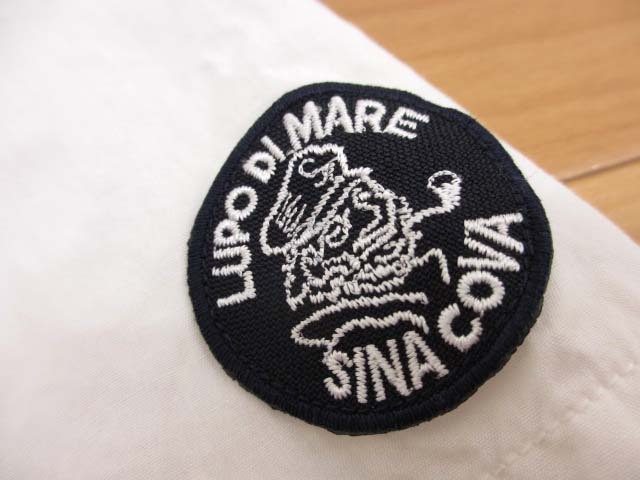 LUPO DI MARE
SINA COVA